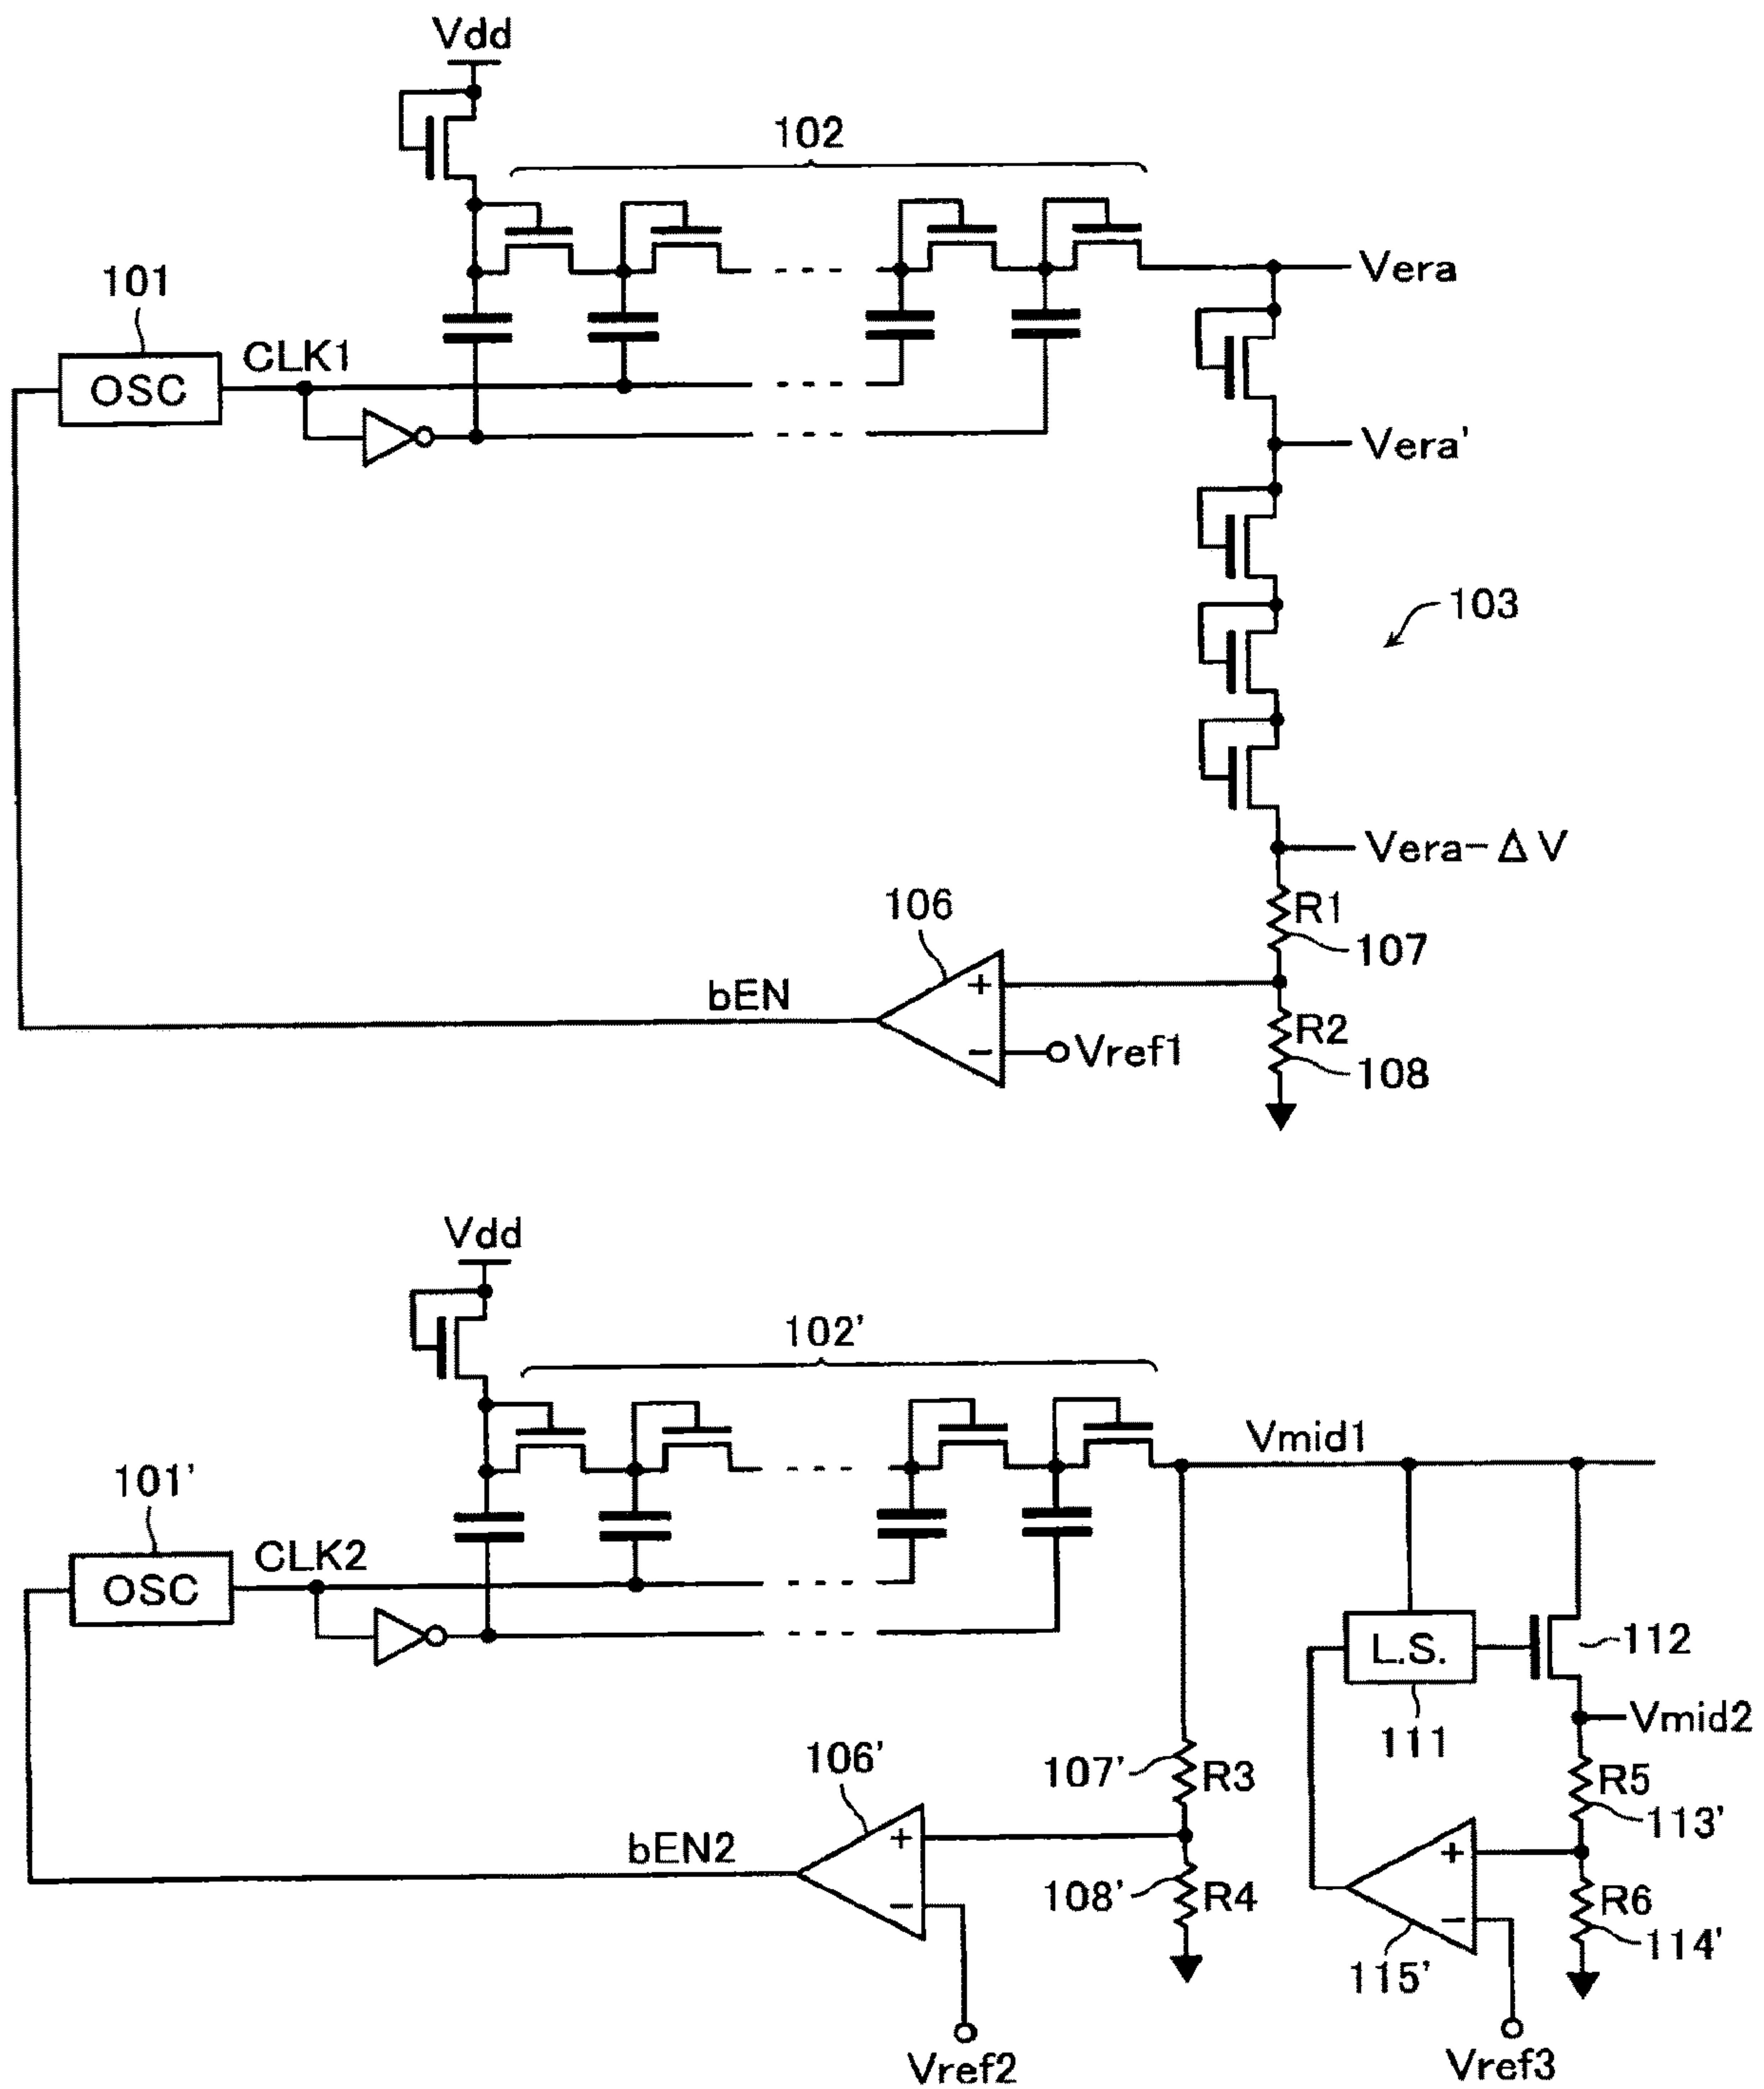 Vdd
102
101
OSC
CLK1
Vera
Vera'
103
Vera-ΔV
R1
107
106
+
-
bEN
Vref1
R2
108
Vdd
102'
101'
OSC
CLK2
Vmid1
L.S.
111
112
Vmid2
107'
R3
106'
+
-
bEN2
108'
R4
Vref2
R5
113'
+
-
115'
R6
114'
Vref3